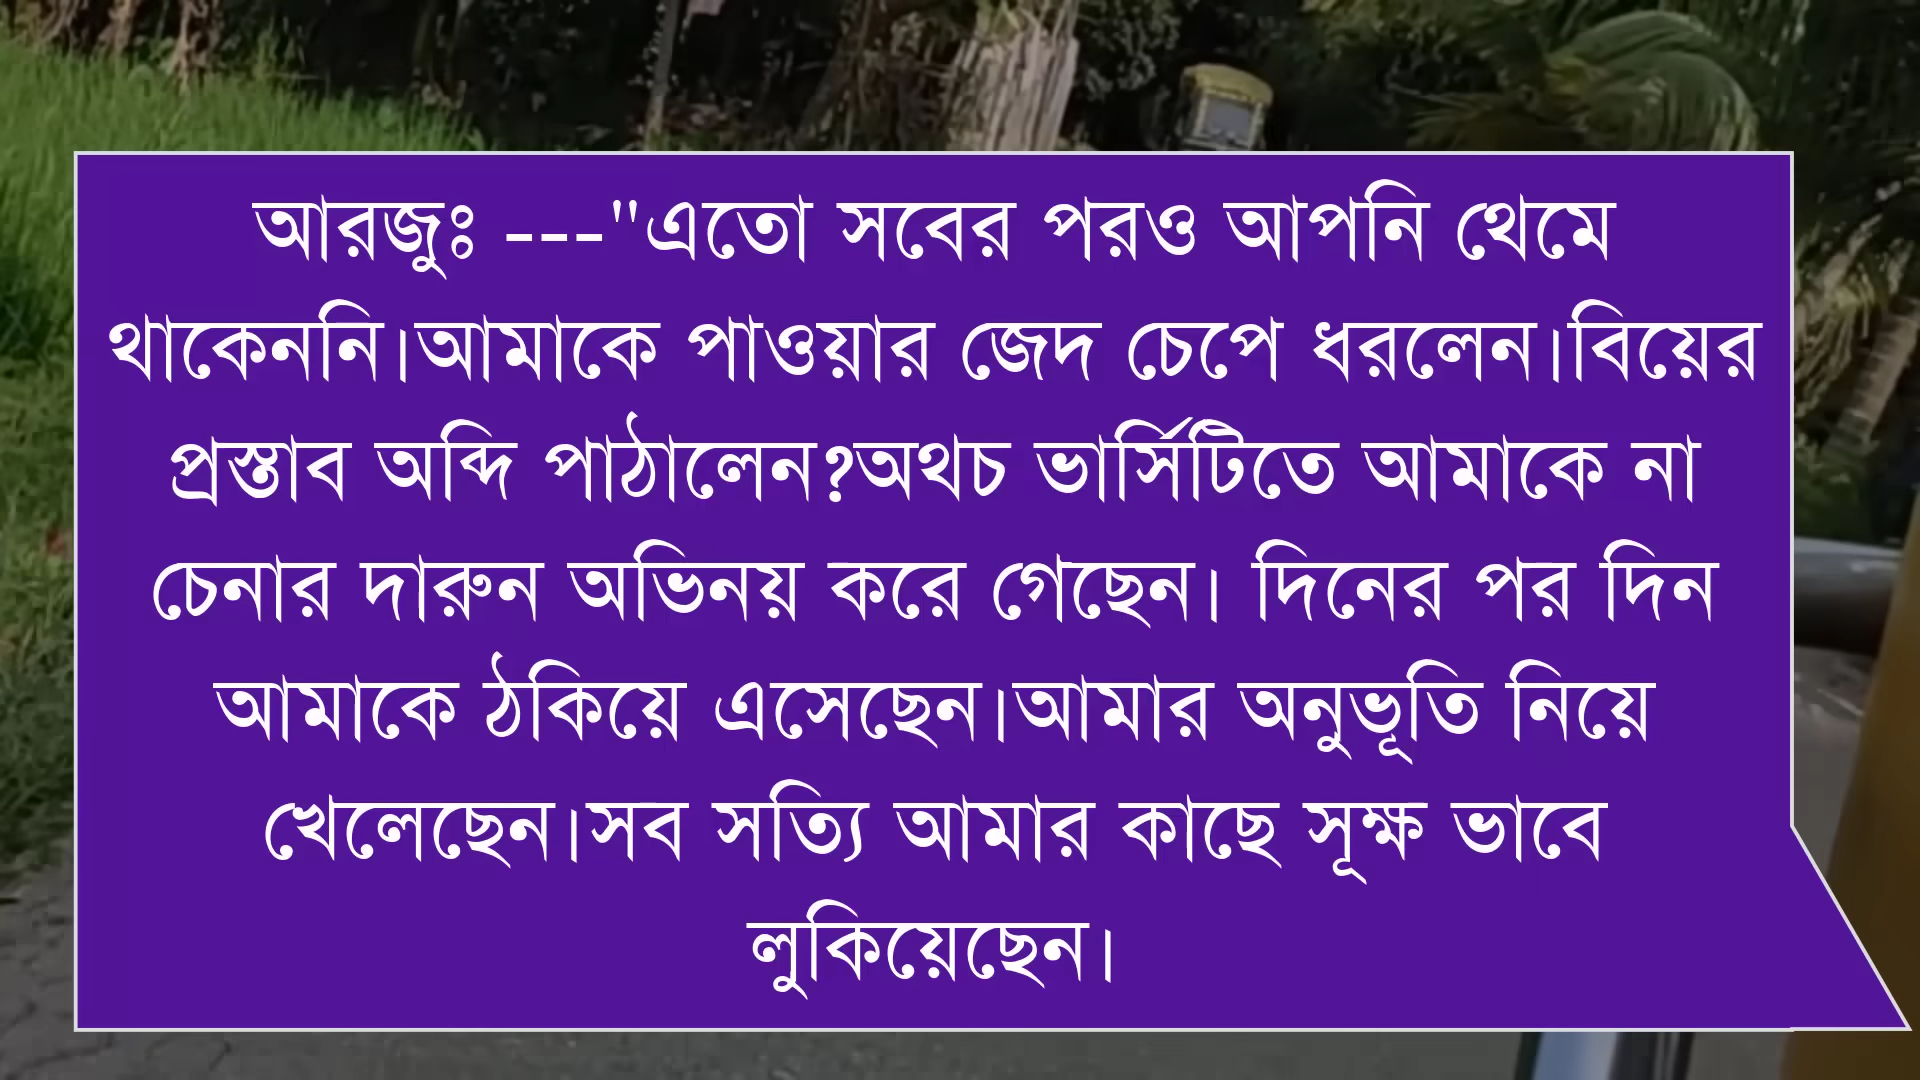 আরজুঃ ---"এতো সবের পরও আপনি থেমে
থাকেননি।আমাকে পাওয়ার জেদ চেপে ধরলেন।বিয়ের
প্রস্তাব অব্দি পাঠালেন?অথচ ভার্সিটিতে আমাকে না
চেনার দারুন অভিনয় করে গেছেন। দিনের পর দিন
আমাকে ঠকিয়ে এসেছেন।আমার অনুভূতি নিয়ে
খেলেছেন।সব সত্যি আমার কাছে সূক্ষ ভাবে
লুকিয়েছেন।